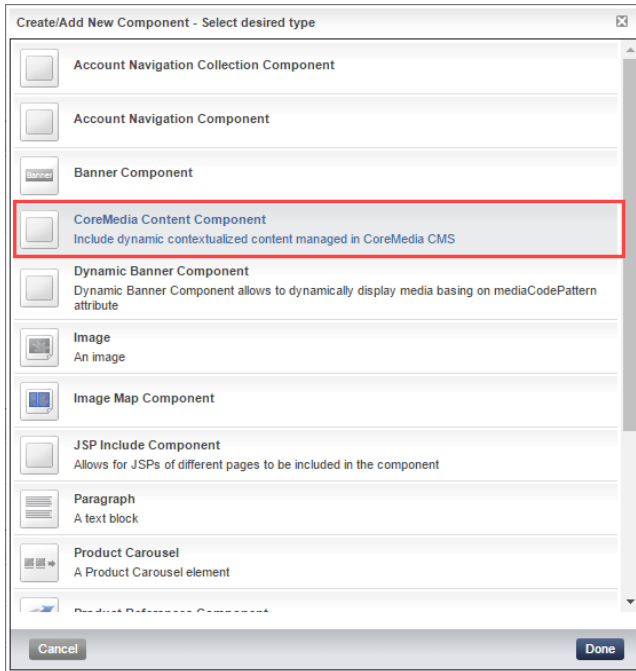 Create/Add New Component - Select desired type
Account Navigation Collection Component
Account Navigation Component
Banner
Banner Component
CoreMedia Content Component
Include dynamic contextualized content managed in CoreMedia CMS
Dynamic Banner Component
Dynamic Banner Component allows to dynamically display media basing on mediaCodePattern
attribute
Image
An image
Image Map Component
JSP Include Component
Allows for JSPs of different pages to be included in the component
Paragraph
A text block
Product Carousel
A Product Carousel element
Product References Component
Cancel
Done